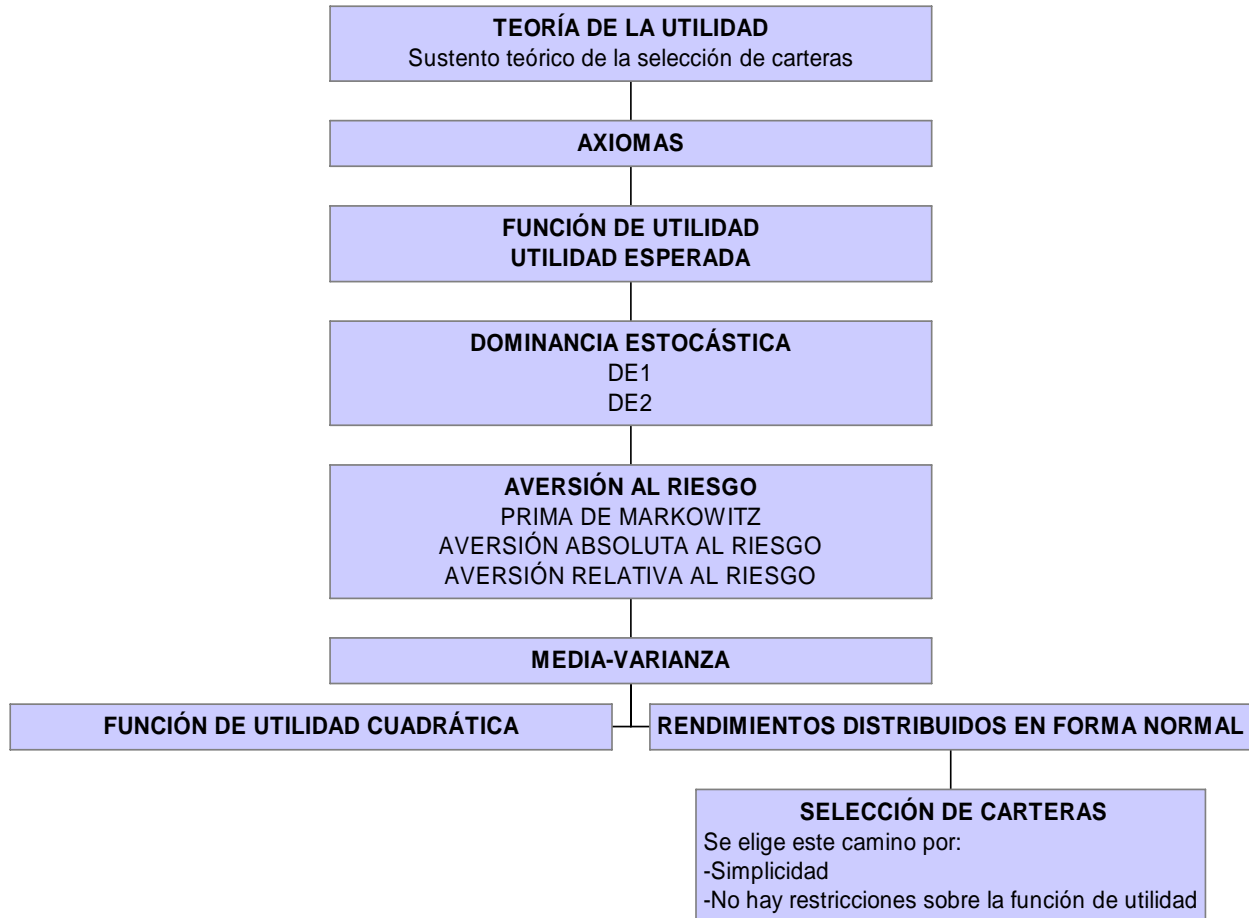 TEORÍA DE LA UTILIDAD
Sustento teórico de la selección de carteras
AXIOMAS
FUNCIÓN DE UTILIDAD
UTILIDAD ESPERADA
DOMINANCIA ESTOCÁSTICA
DE1
DE2
AVERSIÓN AL RIESGO
PRIMA DE MARKOWITZ
AVERSIÓN ABSOLUTA AL RIESGO
AVERSIÓN RELATIVA AL RIESGO
MEDIA-VARIANZA
FUNCIÓN DE UTILIDAD CUADRÁTICA
RENDIMIENTOS DISTRIBUIDOS EN FORMA NORMAL
SELECCIÓN DE CARTERAS
Se elige este camino por:
-Simplicidad
-No hay restricciones sobre la función de utilidad